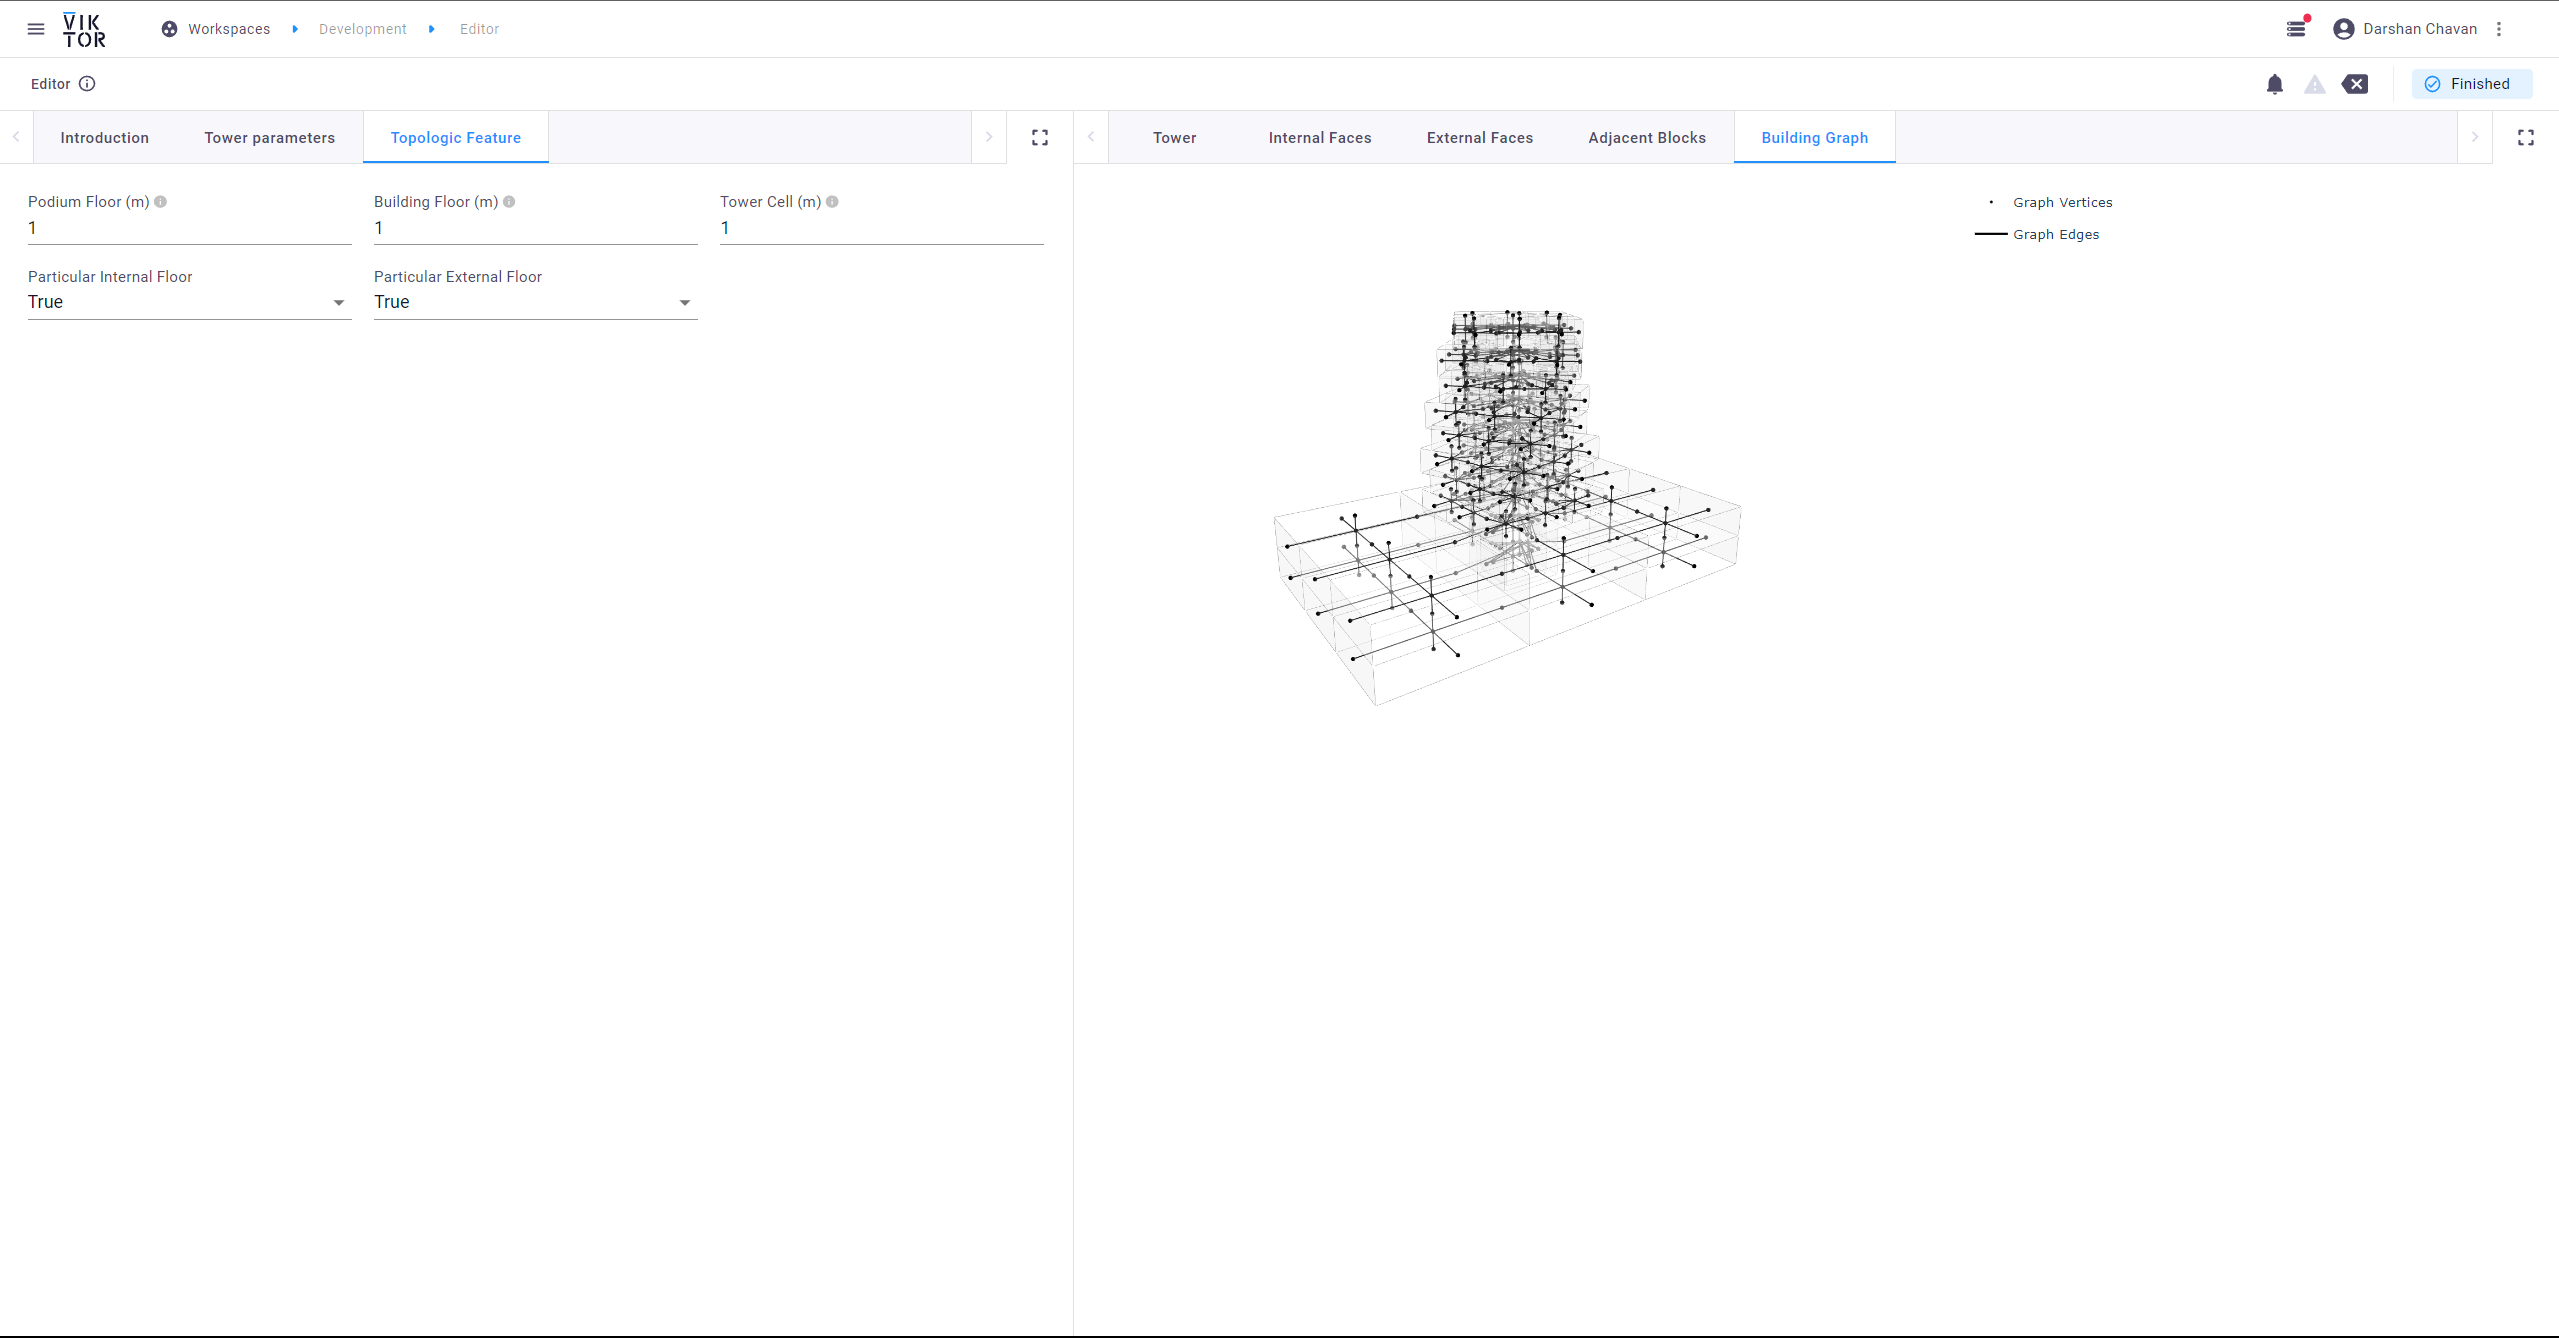 VIK
TOR
Workspaces
Development
Editor
Darshan Chavan
Editor
Finished
Introduction
Tower parameters
Topologic Feature
Tower
Internal Faces
External Faces
Adjacent Blocks
Building Graph
Podium Floor (m)
1
Building Floor (m)
1
Tower Cell (m)
1
Particular Internal Floor
True
Particular External Floor
True
Graph Vertices
Graph Edges